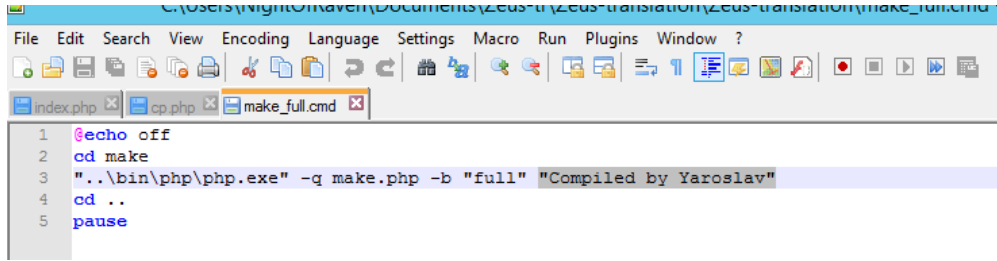 C:\Users\NightOfRaven\Documents\Zeus-tr\Zeus-translation\Zeus-translation\make_full.cmd
File Edit Search View Encoding Language Settings Macro Run Plugins Window ?
index.php cp.php make_full.cmd
1 @echo off
2 cd make
3 "..\bin\php\php.exe" -q make.php -b "full" "Compiled by Yaroslav"
4 cd ..
5 pause